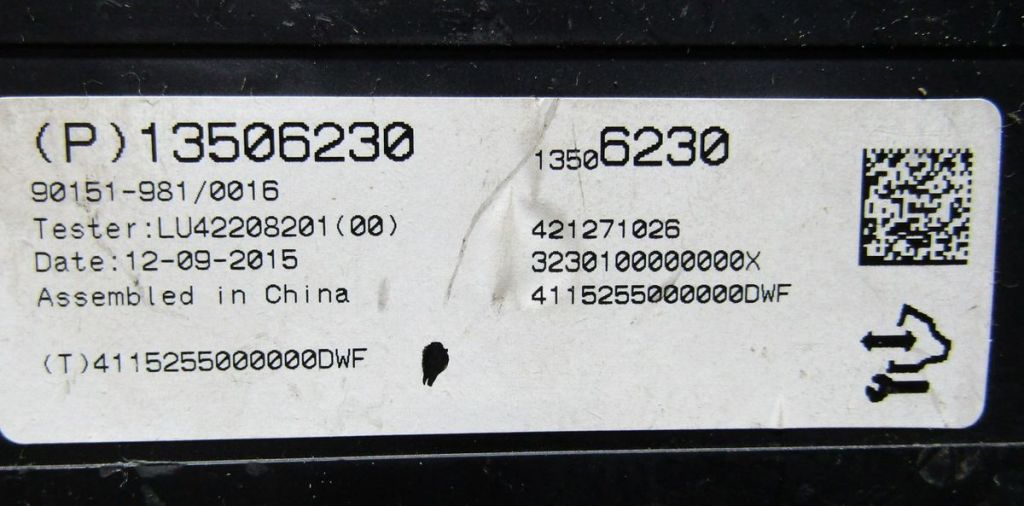 (P)13506230
90151-981/0016
Tester:LU42208201(00)
Date:12-09-2015
Assembled in China
(T)4115255000000DWF
13506230
421271026
3230100000000X
4115255000000DWF